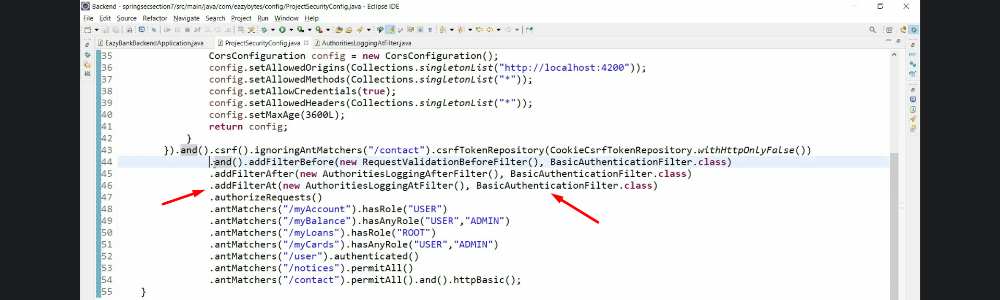 Backend - springsecsection7/src/main/java/com/eazybytes/config/ProjectSecurityConfig.java - Eclipse IDE
File Edit Source Refactor Navigate Search Project Run Window Help
EazyBankBackendApplication.java ProjectSecurityConfig.java AuthoritiesLoggingAtFilter.java
35 CorsConfiguration config = new CorsConfiguration();
36 config.setAllowedOrigins(Collections.singletonList("http://localhost:4200"));
37 config.setAllowedMethods(Collections.singletonList("*"));
38 config.setAllowCredentials(true);
39 config.setAllowedHeaders(Collections.singletonList("*"));
40 config.setMaxAge(3600L);
41 return config;
42 }
43 }).and().csrf().ignoringAntMatchers("/contact").csrfTokenRepository(CookieCsrfTokenRepository.withHttpOnlyFalse())
44 .and().addFilterBefore(new RequestValidationBeforeFilter(), BasicAuthenticationFilter.class)
45 .addFilterAfter(new AuthoritiesLoggingAfterFilter(), BasicAuthenticationFilter.class)
46 .addFilterAt(new AuthoritiesLoggingAtFilter(), BasicAuthenticationFilter.class)
47 .authorizeRequests()
48 .antMatchers("/myAccount").hasRole("USER")
49 .antMatchers("/myBalance").hasAnyRole("USER","ADMIN")
50 .antMatchers("/myLoans").hasRole("ROOT")
51 .antMatchers("/myCards").hasAnyRole("USER","ADMIN")
52 .antMatchers("/user").authenticated()
53 .antMatchers("/notices").permitAll()
54 .antMatchers("/contact").permitAll().and().httpBasic();
55 }